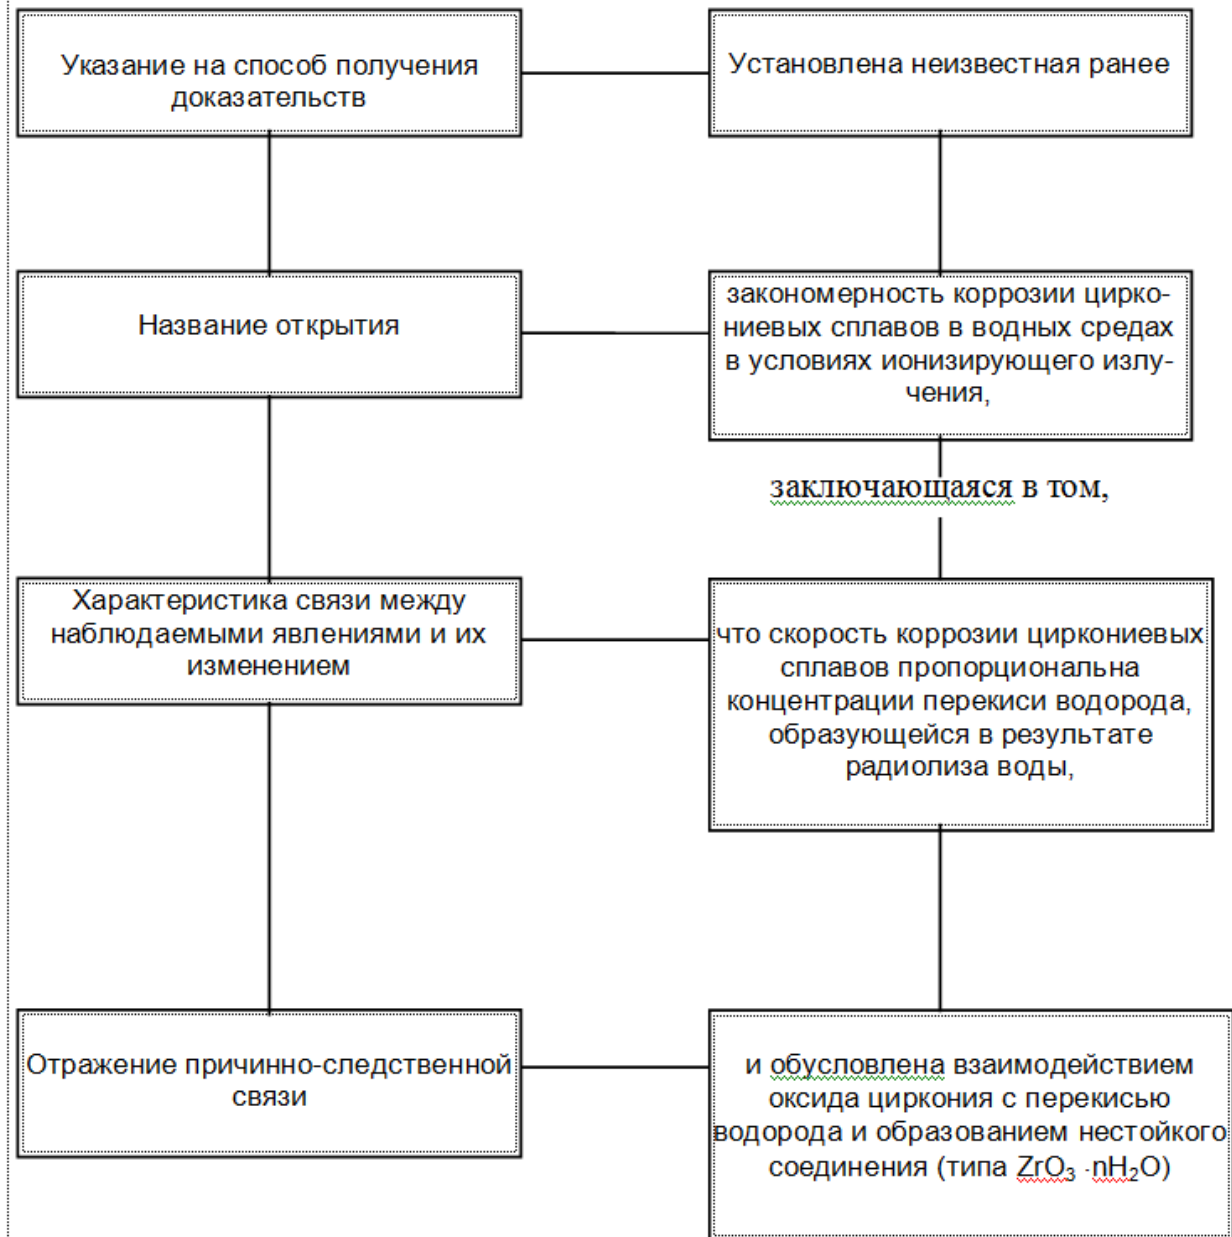 Указание на способ получения
доказательств
Установлена неизвестная ранее
Название открытия
закономерность коррозии цирко-
ниевых сплавов в водных средах
в условиях ионизирующего излу-
чения,
заключающаяся в том,
Характеристика связи между
наблюдаемыми явлениями и их
изменением
что скорость коррозии циркониевых
сплавов пропорциональна
концентрации перекиси водорода,
образующейся в результате
радиолиза воды,
Отражение причинно-следственной
связи
и обусловлена взаимодействием
оксида циркония с перекисью
водорода и образованием нестойкого
соединения (типа ZrO₃ ·nH₂O)